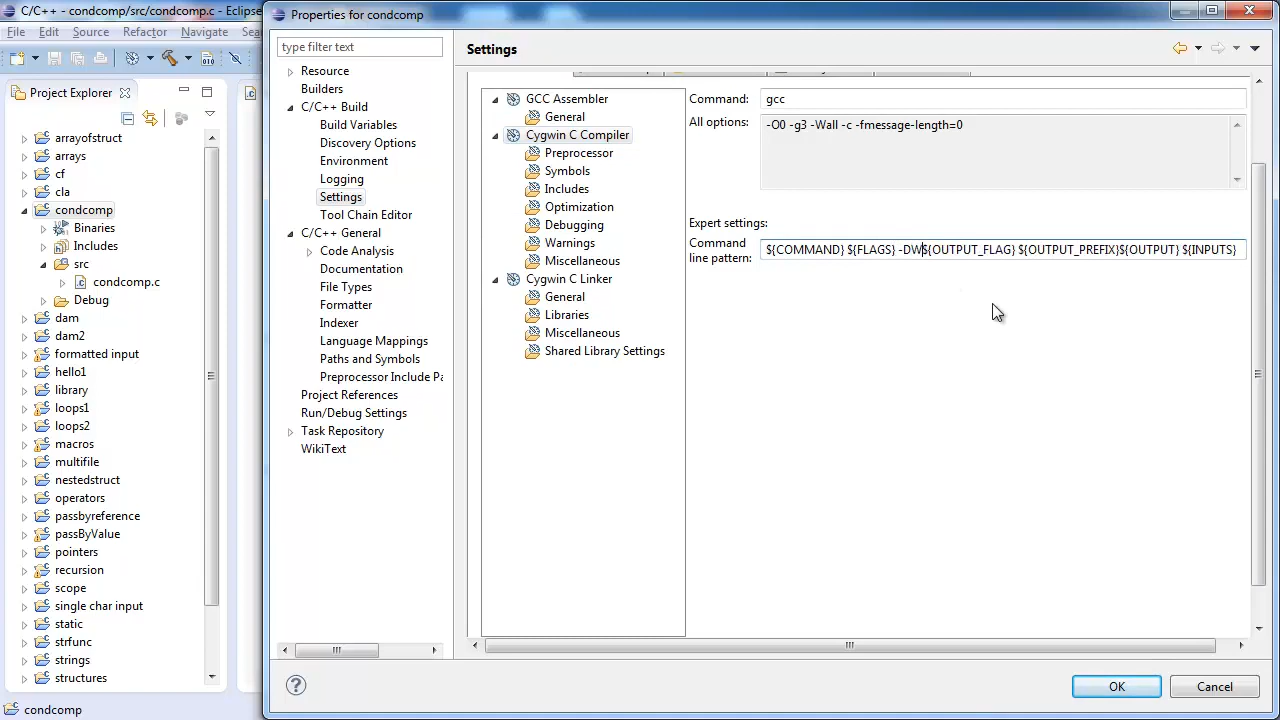 C/C++ - condcomp/src/condcomp.c - Eclipse
File Edit Source Refactor Navigate Sea
Project Explorer
arrayofstruct
arrays
cf
cla
condcomp
Binaries
Includes
src
condcomp.c
Debug
dam
dam2
formatted input
hello1
library
loops1
loops2
macros
multifile
nestedstruct
operators
passbyreference
passByValue
pointers
recursion
scope
single char input
static
strfunc
strings
structures
condcomp
Properties for condcomp
type filter text
Resource
Builders
C/C++ Build
Build Variables
Discovery Options
Environment
Logging
Settings
Tool Chain Editor
C/C++ General
Code Analysis
Documentation
File Types
Formatter
Indexer
Language Mappings
Paths and Symbols
Preprocessor Include Pa
Project References
Run/Debug Settings
Task Repository
WikiText
Settings
GCC Assembler
General
Cygwin C Compiler
Preprocessor
Symbols
Includes
Optimization
Debugging
Warnings
Miscellaneous
Cygwin C Linker
General
Libraries
Miscellaneous
Shared Library Settings
Command: gcc
All options: -O0 -g3 -Wall -c -fmessage-length=0
Expert settings:
Command
line pattern: ${COMMAND} ${FLAGS} -DW${OUTPUT_FLAG} ${OUTPUT_PREFIX}${OUTPUT} ${INPUTS}
OK Cancel